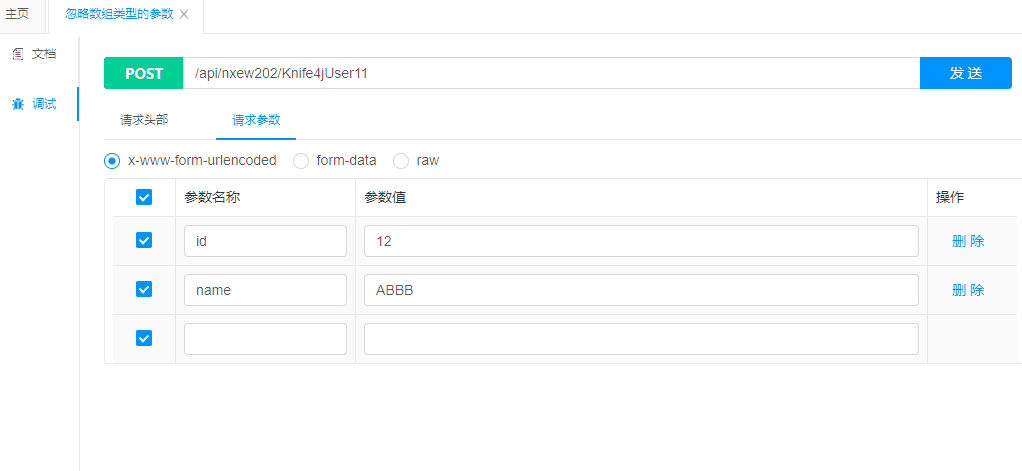 主页 忽略数组类型的参数
文档
POST /api/nxew202/Knife4jUser11 发 送
调试
请求头部 请求参数
x-www-form-urlencoded form-data raw
参数名称 参数值 操作
id 12 删 除
name ABBB 删 除